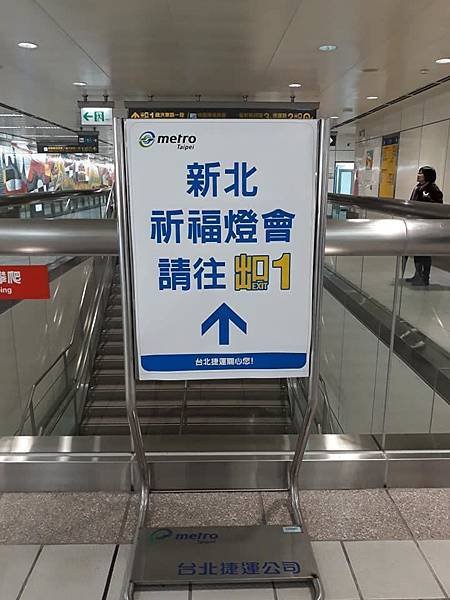 metro
Taipei
新北
祈福燈會
請往 出口1
EXIT
台北捷運關心您!
metro
Taipei
台北捷運公司